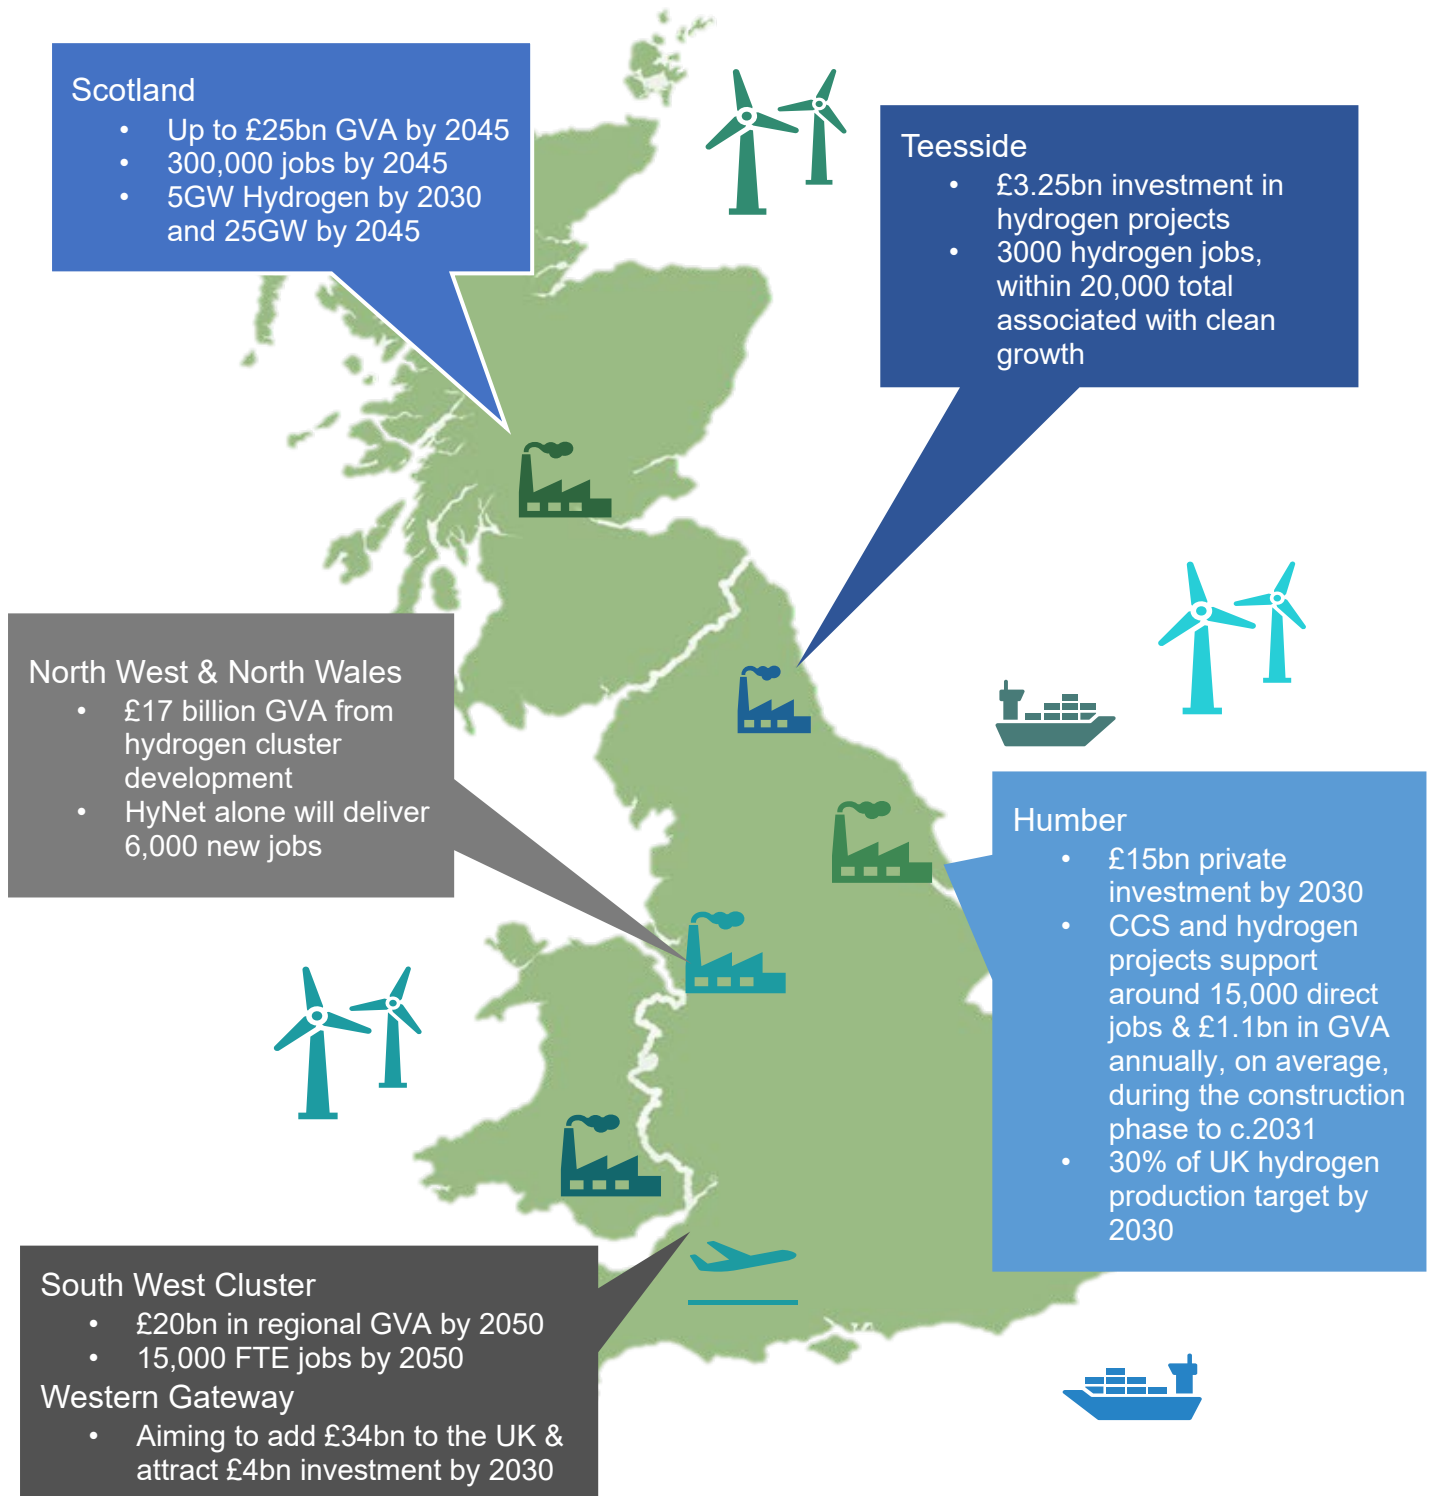 Scotland
• Up to £25bn GVA by 2045
• 300,000 jobs by 2045
• 5GW Hydrogen by 2030
and 25GW by 2045
Teesside
• £3.25bn investment in
hydrogen projects
• 3000 hydrogen jobs,
within 20,000 total
associated with clean
growth
North West & North Wales
• £17 billion GVA from
hydrogen cluster
development
• HyNet alone will deliver
6,000 new jobs
Humber
• £15bn private
investment by 2030
• CCS and hydrogen
projects support
around 15,000 direct
jobs & £1.1bn in GVA
annually, on average,
during the construction
phase to c.2031
• 30% of UK hydrogen
production target by
2030
South West Cluster
• £20bn in regional GVA by 2050
• 15,000 FTE jobs by 2050
Western Gateway
• Aiming to add £34bn to the UK &
attract £4bn investment by 2030